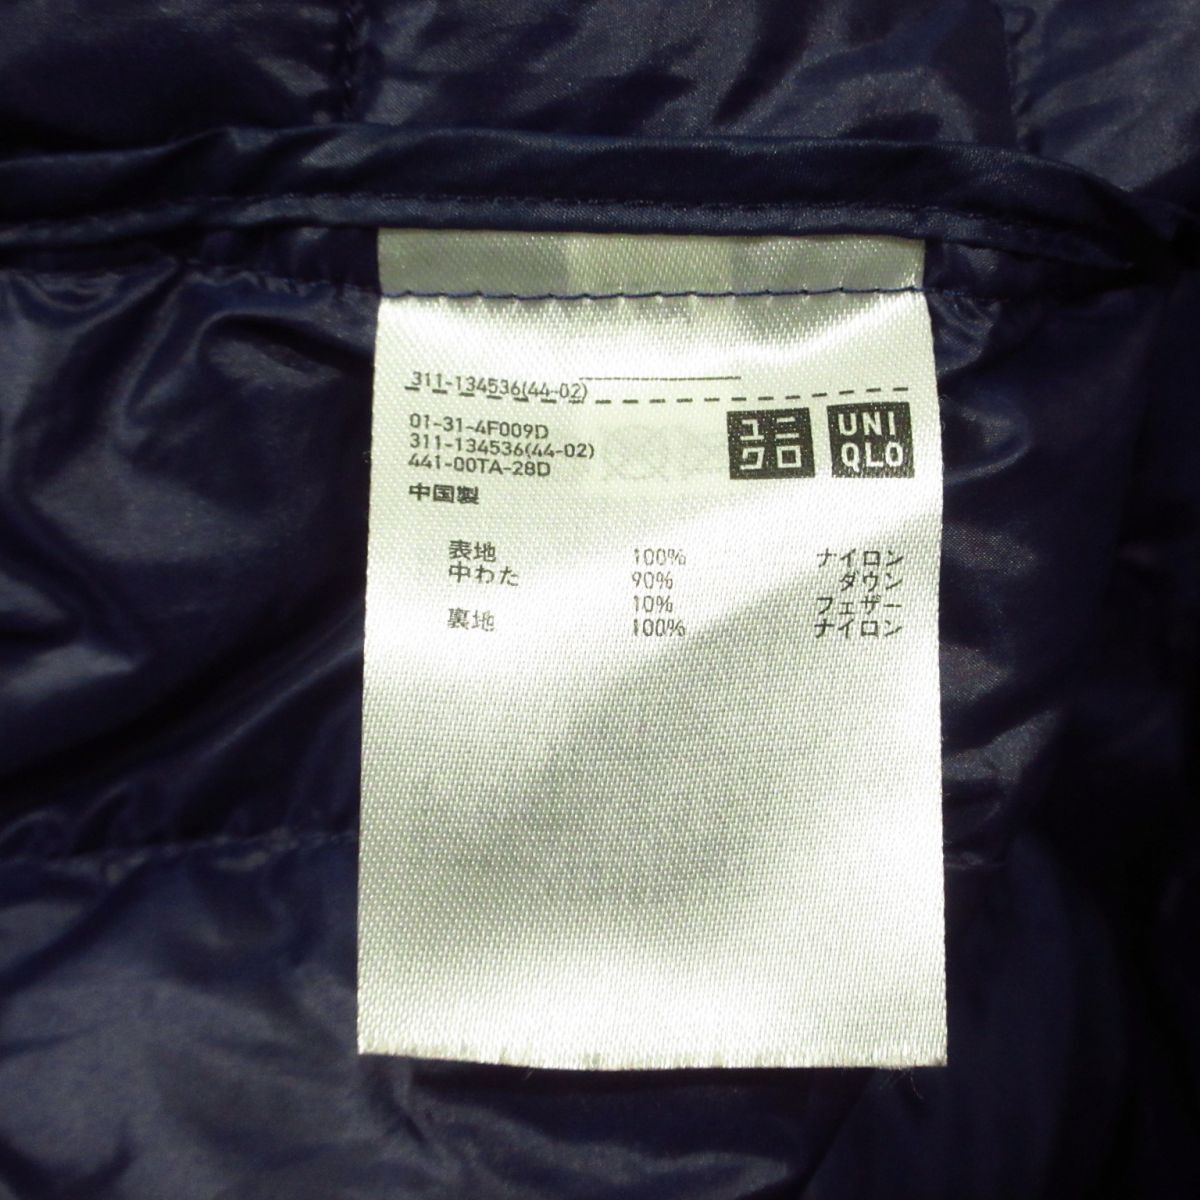 311-134536(44-02)
01-31-4F009D
311-134536(44-02)
441-00TA-28D
中国製
ユニ
クロ
UNI
QLO
表地 100% ナイロン
中わた 90% ダウン
10% フェザー
裏地 100% ナイロン